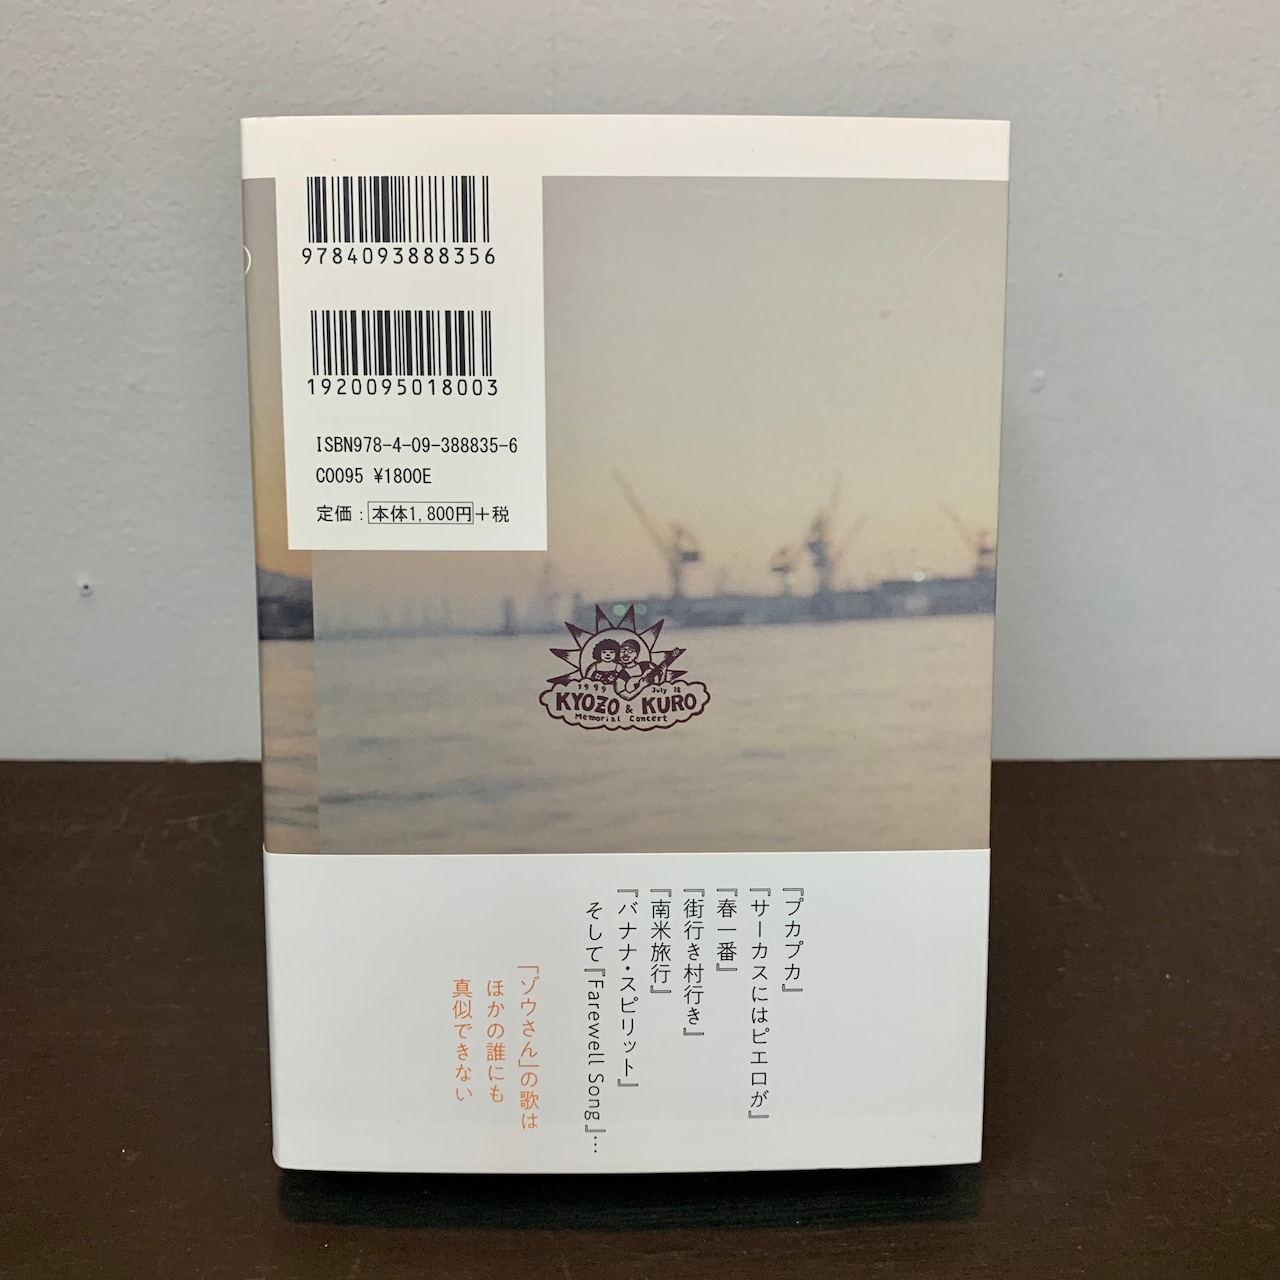 9784093888356
1920095018003
ISBN978-4-09-388835-6
C0095 ¥1800E
定価：本体1,800円＋税
1999 July 18
KYOZO & KURO
Memorial Concert
『プカプカ』
『サーカスにはピエロが』
『春一番』
『街行き村行き』
『南米旅行』
『バナナ・スピリット』
そして『Farewell Song』…
「ゾウさん」の歌は
ほかの誰にも
真似できない